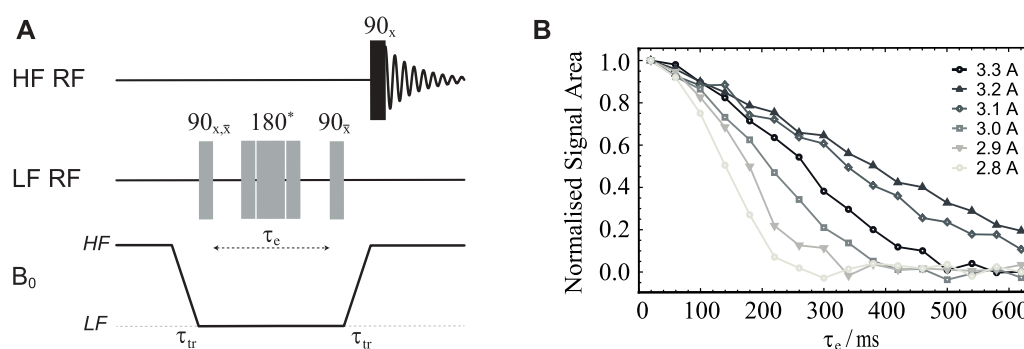 A
90x
HF RF
90x,x̅
180*
90x̅
LF RF
τe
HF
B0
LF
τtr
τtr
B
Normalised Signal Area
1.0
0.8
0.6
0.4
0.2
0.0
3.3 A
3.2 A
3.1 A
3.0 A
2.9 A
2.8 A
0
100
200
300
400
500
600
τe / ms